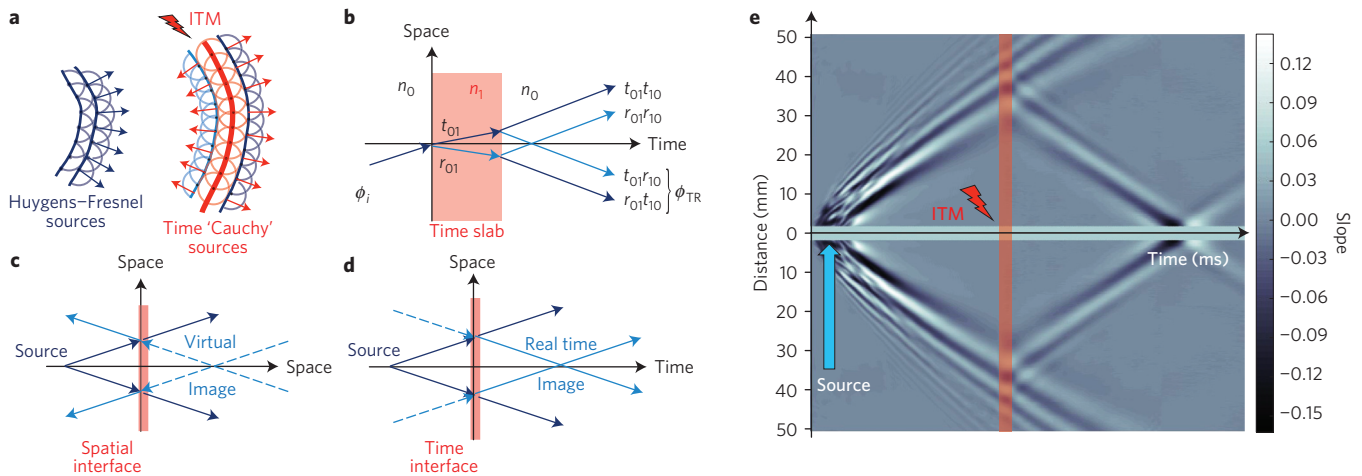 a
ITM
Huygens–Fresnel
sources
Time 'Cauchy'
sources
b
Space
n0
n1
n0
t01
r01
ϕi
t01t10
r01r10
Time
t01r10
r01t10
ϕTR
Time slab
c
Space
Source
Virtual
Space
Image
Spatial
interface
d
Space
Source
Real time
Time
Image
Time
interface
e
50
40
30
20
10
0
10
20
30
40
50
Distance (mm)
ITM
Time (ms)
Source
0.12
0.09
0.06
0.03
0.00
−0.03
−0.06
−0.09
−0.12
−0.15
Slope